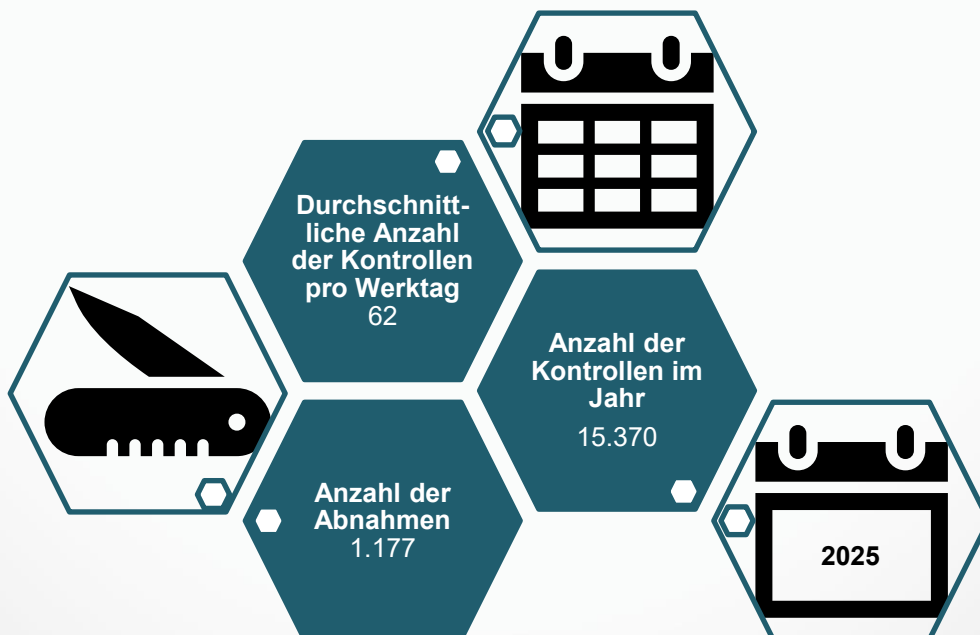 Durchschnitt-
liche Anzahl
der Kontrollen
pro Werktag
62
Anzahl der
Kontrollen im
Jahr
15.370
Anzahl der
Abnahmen
1.177
2025